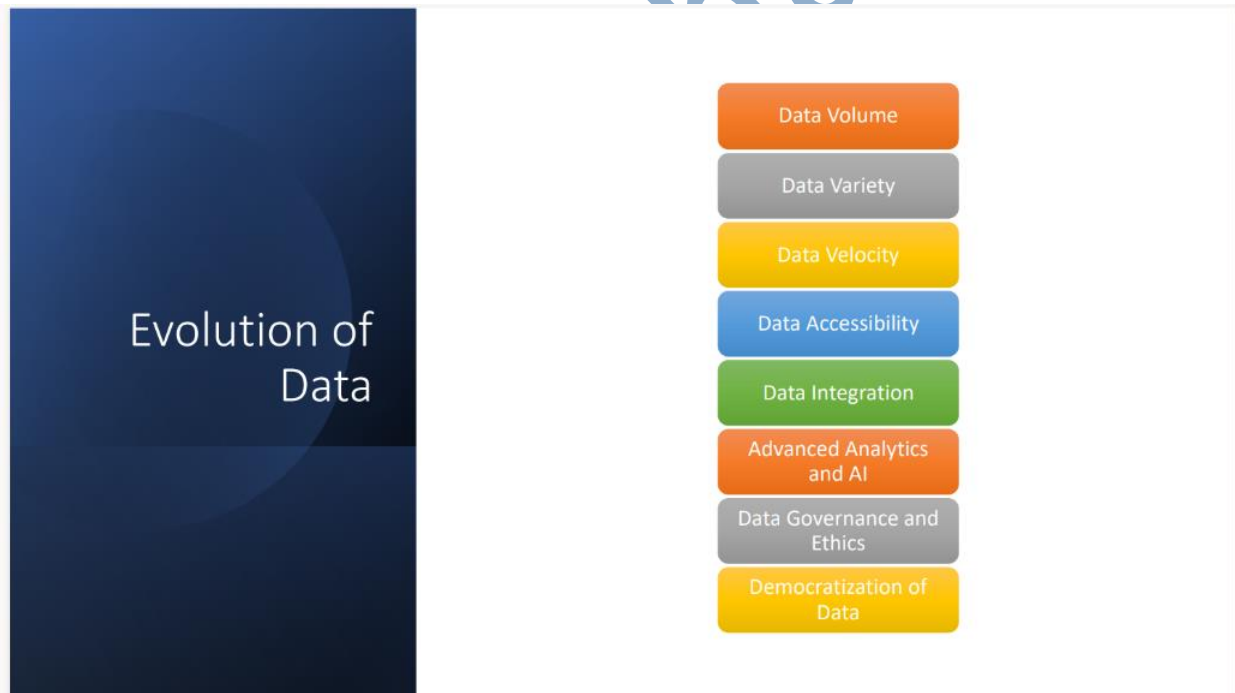 Evolution of
Data
Data Volume
Data Variety
Data Velocity
Data Accessibility
Data Integration
Advanced Analytics
and AI
Data Governance and
Ethics
Democratization of
Data